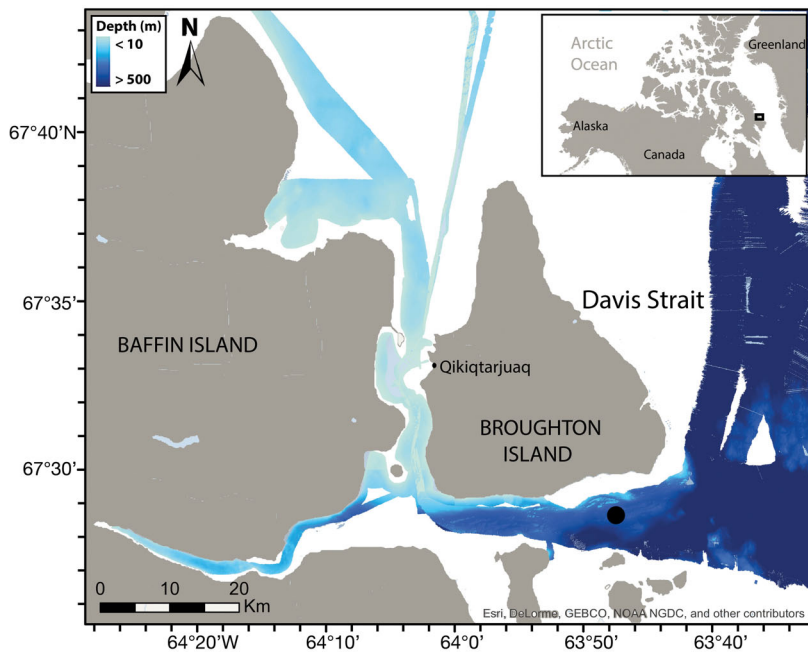 Depth (m)
< 10
> 500
N
Arctic
Ocean
Greenland
Alaska
Canada
67°40'N
67°35'
67°30'
Davis Strait
BAFFIN ISLAND
Qikiqtarjuaq
BROUGHTON
ISLAND
0 10 20
Km
Esri, DeLorme, GEBCO, NOAA NGDC, and other contributors
64°20'W 64°10' 64°0' 63°50' 63°40'